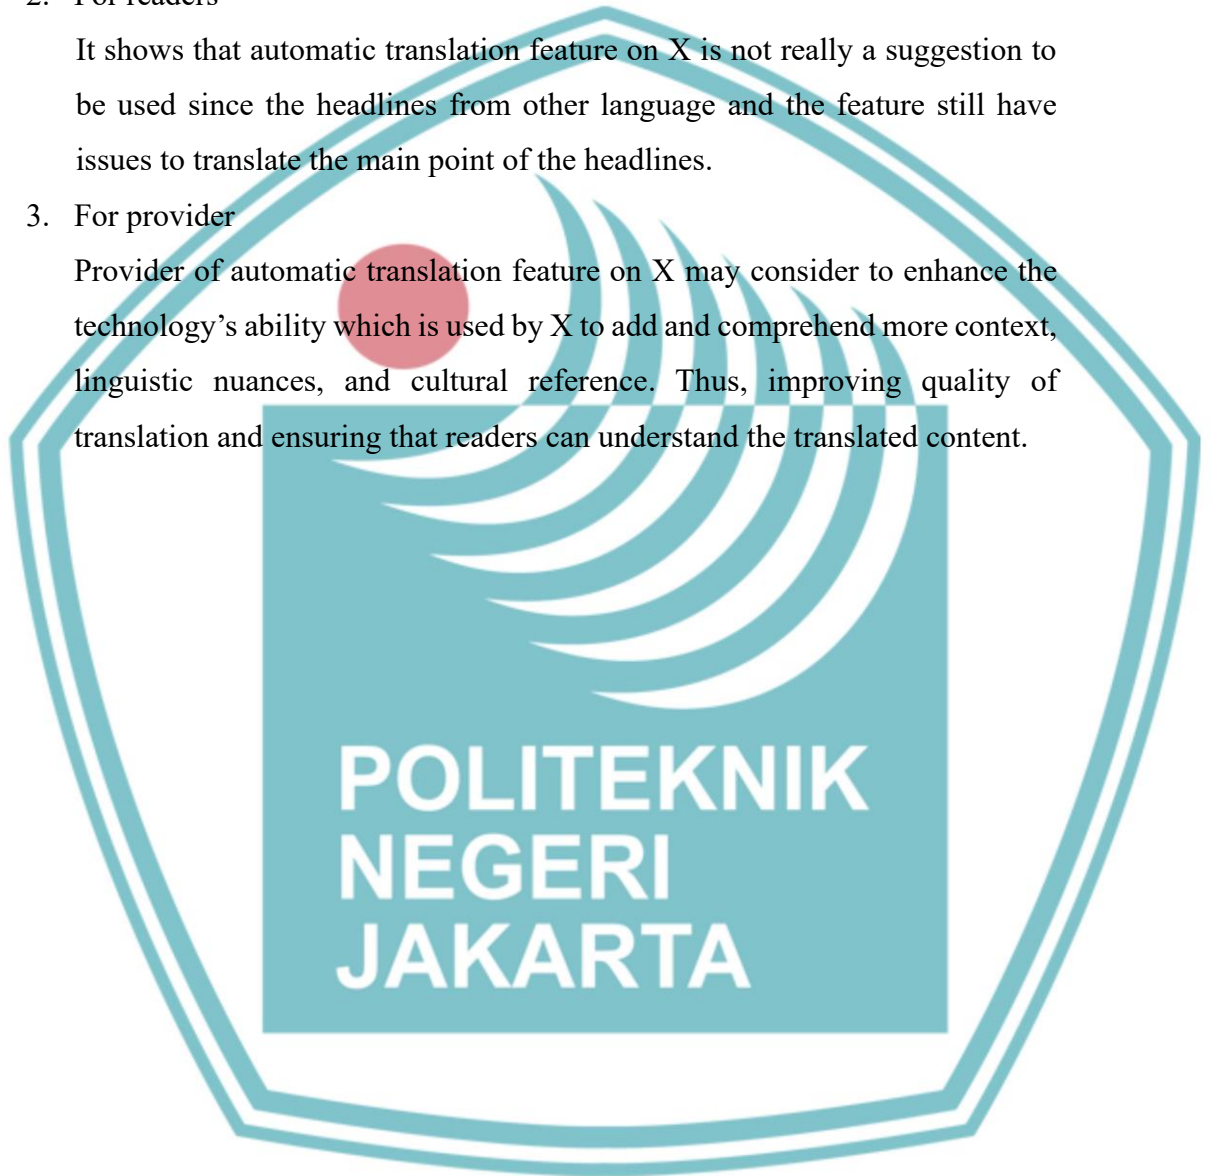 2. For readers
It shows that automatic translation feature on X is not really a suggestion to
be used since the headlines from other language and the feature still have
issues to translate the main point of the headlines.
3. For provider
Provider of automatic translation feature on X may consider to enhance the
technology’s ability which is used by X to add and comprehend more context,
linguistic nuances, and cultural reference. Thus, improving quality of
translation and ensuring that readers can understand the translated content.
POLITEKNIK
NEGERI
JAKARTA